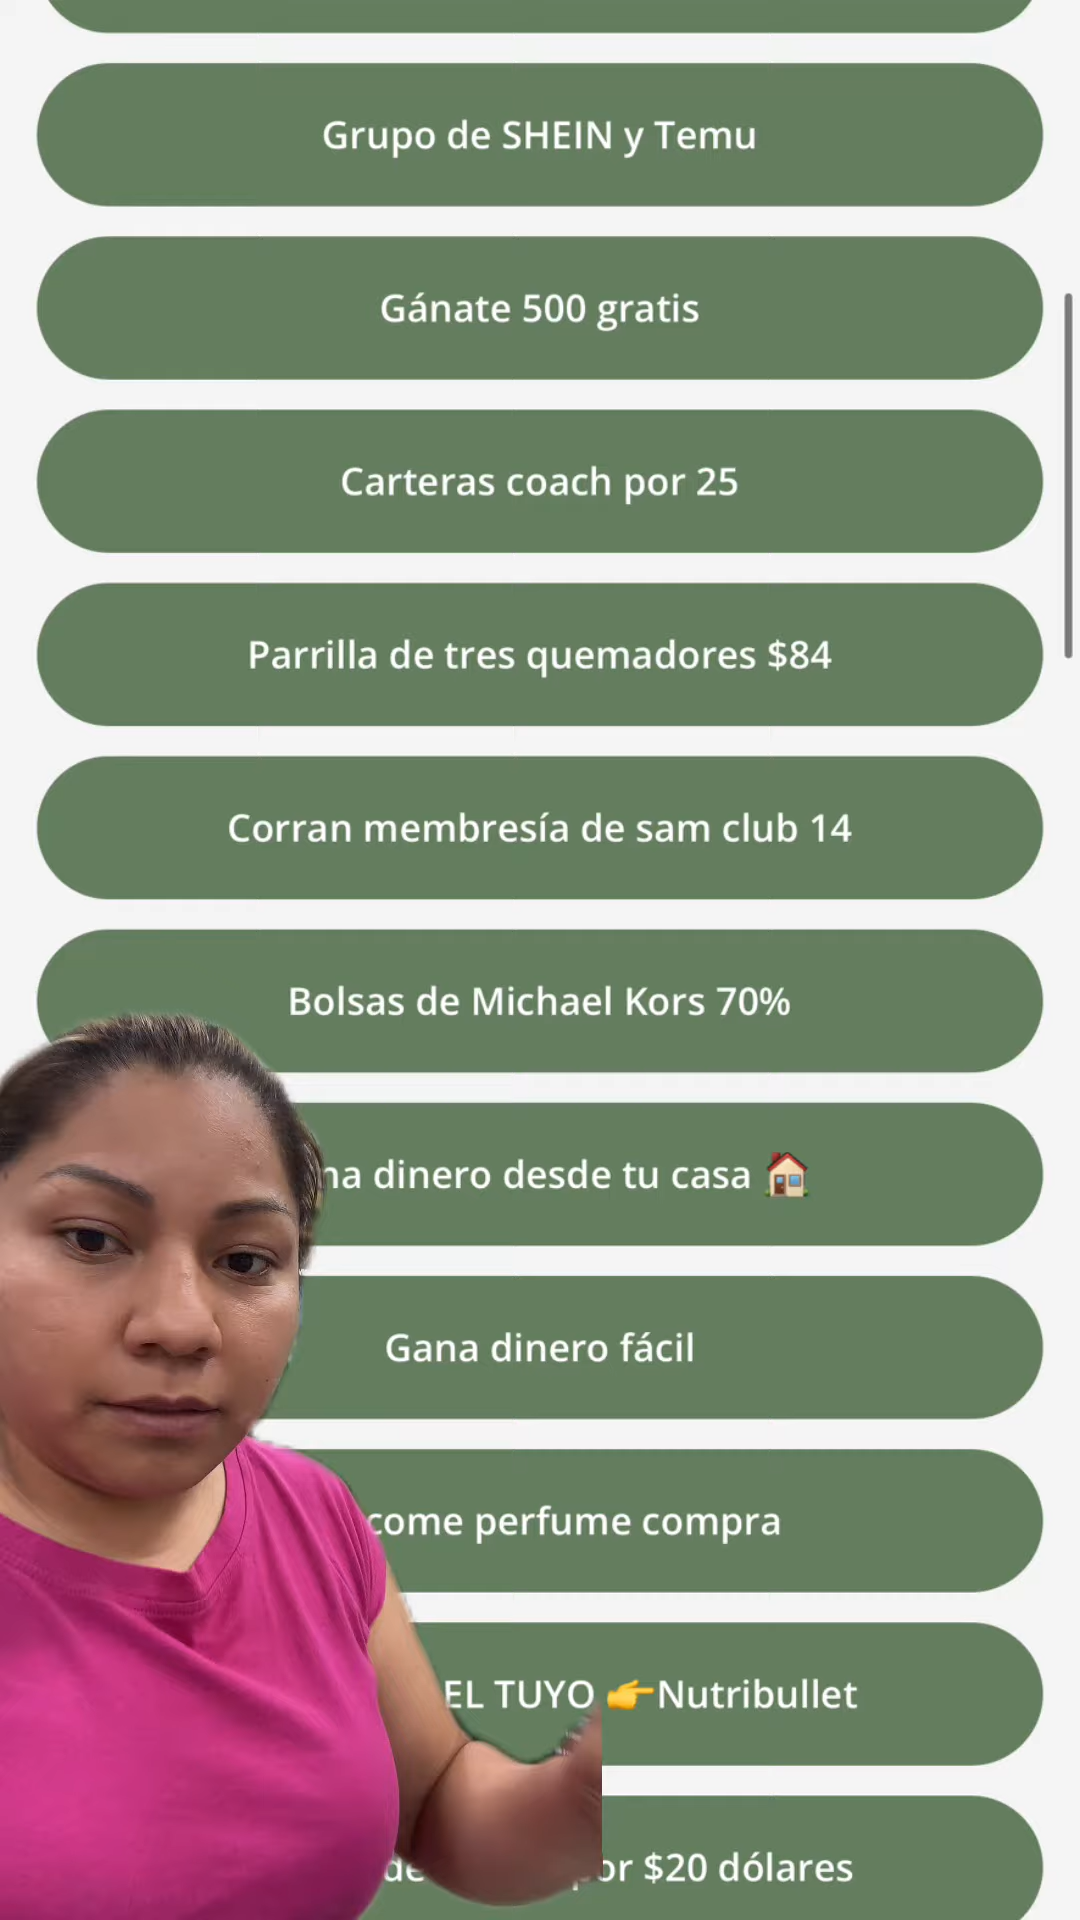 Grupo de SHEIN y Temu
Gánate 500 gratis
Carteras coach por 25
Parrilla de tres quemadores $84
Corran membresía de sam club 14
Bolsas de Michael Kors 70%
dinero desde tu casa 🏠
Gana dinero fácil
come perfume compra
EL TUYO 👉Nutribullet
$20 dólares